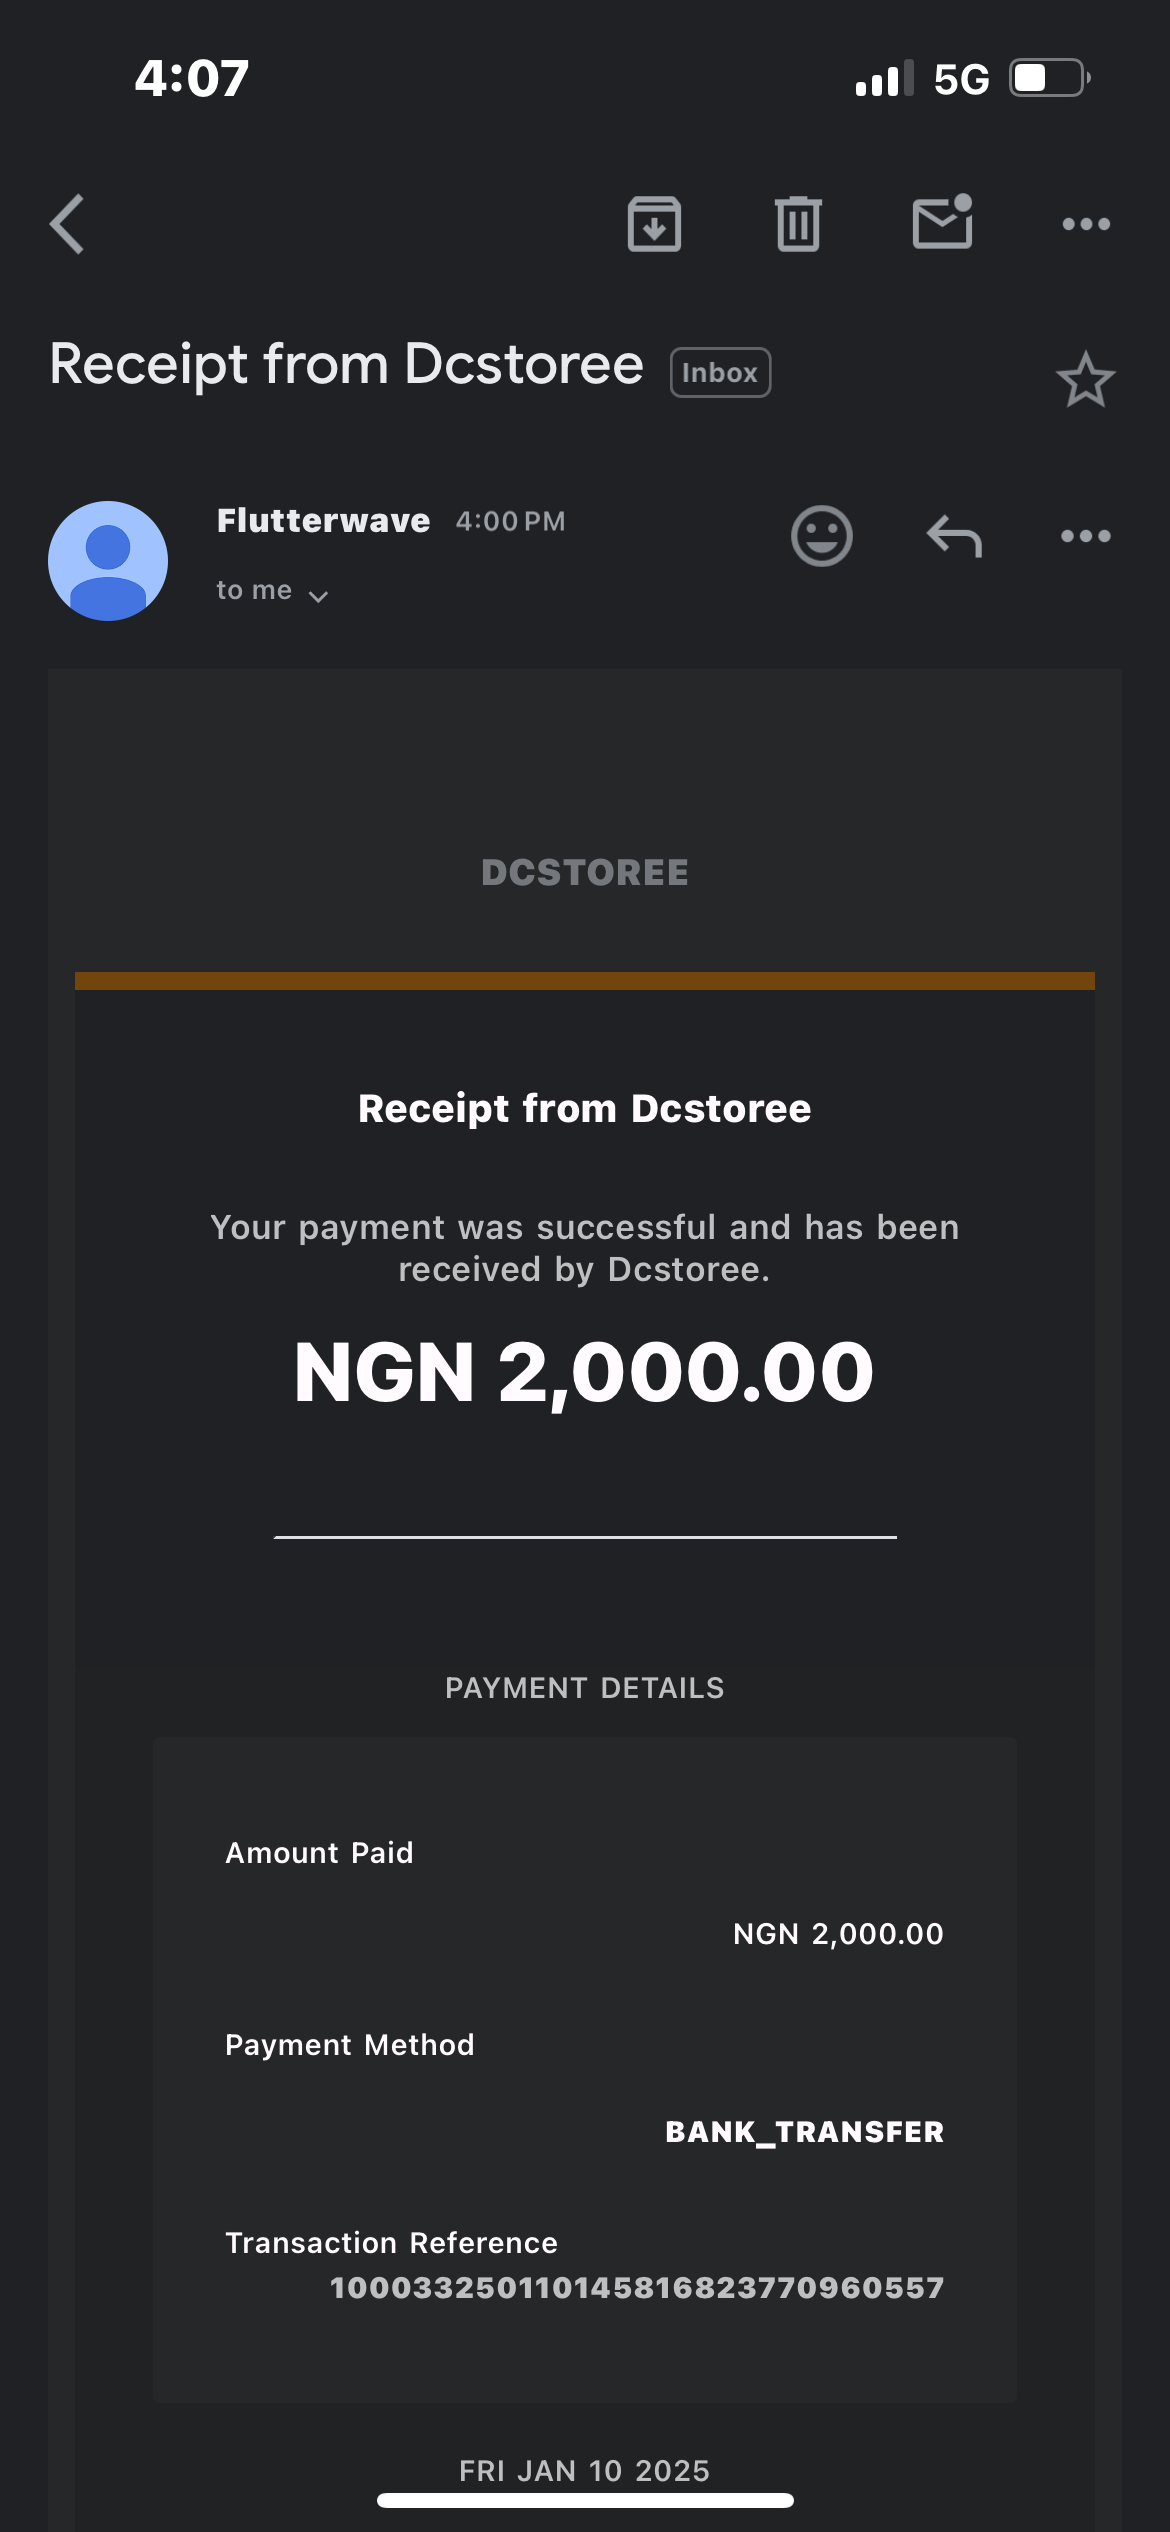 4:07
5G
Receipt from Dcstoree
Inbox
Flutterwave 4:00 PM
to me
DCSTOREE
Receipt from Dcstoree
Your payment was successful and has been
received by Dcstoree.
NGN 2,000.00
PAYMENT DETAILS
Amount Paid
NGN 2,000.00
Payment Method
BANK_TRANSFER
Transaction Reference
100033250110145816823770960557
FRI JAN 10 2025